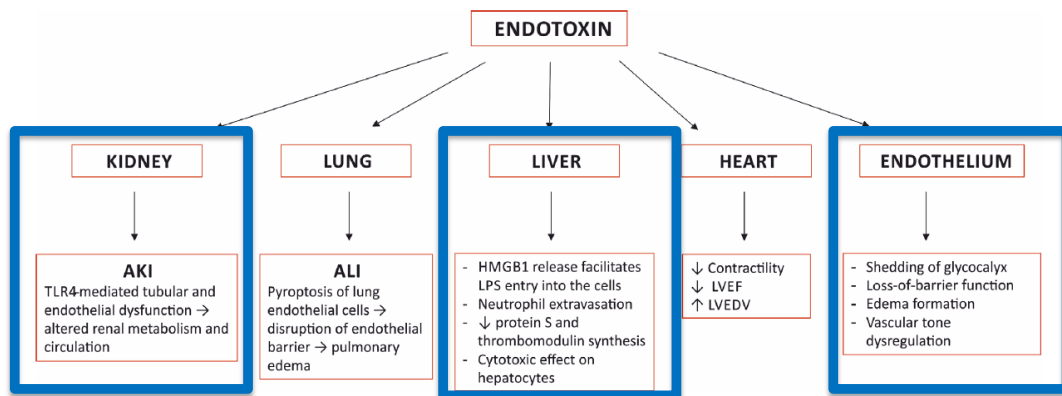 ENDOTOXIN
KIDNEY
LUNG
LIVER
HEART
ENDOTHELIUM
AKI
TLR4-mediated tubular and
endothelial dysfunction →
altered renal metabolism and
circulation
ALI
Pyroptosis of lung
endothelial cells →
disruption of endothelial
barrier → pulmonary
edema
- HMGB1 release facilitates
LPS entry into the cells
- Neutrophil extravasation
- ↓ protein S and
thrombomodulin synthesis
- Cytotoxic effect on
hepatocytes
↓ Contractility
↓ LVEF
↑ LVEDV
- Shedding of glycocalyx
- Loss-of-barrier function
- Edema formation
- Vascular tone
dysregulation